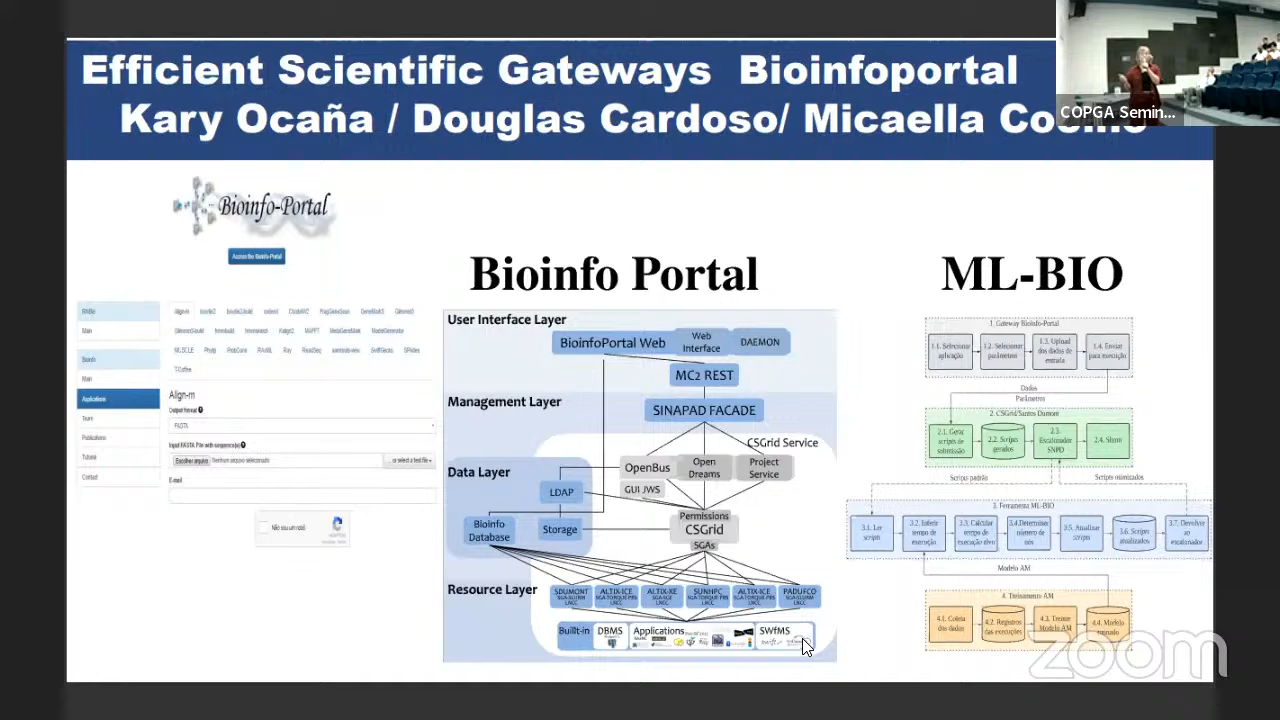 Efficient Scientific Gateways Bioinfoportal
Kary Ocaña / Douglas Cardoso/ Micaella
COPGA Semin...
Bioinfo-Portal
Access the Bioinfo-Portal
Main
Search
Main
Applications
Team
Publications
Tutorial
Contact
Align-m
Output format
FASTA
Input FASTA File with sequence(s)
Escolher arquivo Nenhum arquivo selecionado
... or select a test file
E-mail
Não sou um robô
T-Coffee
Bioinfo Portal
User Interface Layer
BioinfoPortal Web
Web
Interface
DAEMON
MC2 REST
Management Layer
SINAPAD FACADE
CSGrid Service
OpenBus
Open
Dreams
Project
Service
GUI JWS
Data Layer
LDAP
Bioinfo
Database
Storage
Permissions
CSGrid
SGAs
Resource Layer
SDUMONT
ALTIX-ICE
ALTIX-XE
SUNHPC
ALTIX-ICE
PADUFCO
Buillt-in
DBMS
Applications
SWfMS
ML-BIO
1. Gateway Bioinfo-Portal
1.1. Selecionar
aplicação
1.2. Selecionar
parâmetros
1.3. Upload
dos dados de
entrada
1.4. Enviar
para execução
Dados
Parâmetros
2. CSGrid/Santos Dumont
2.1. Gerar
scripts de
submissão
2.2. Scripts
gerados
2.3.
Escalonador
SNPD
2.4. Slurm
Scripts padrão
Scripts otimizados
3. Ferramenta ML-BIO
3.1. Ler
scripts
3.2. Inferir
tempo de
execução
3.3. Calcular
tempo de
execução alvo
3.4.Determinar
número de
nós
3.5. Atualizar
scripts
3.6. Scripts
atualizados
3.7. Devolver
ao
escalonador
Modelo AM
4. Treinamento AM
4.1. Coleta
dos dados
4.2. Registros
das execuções
4.3. Treinar
Modelo AM
4.4. Modelo
treinado
zoom